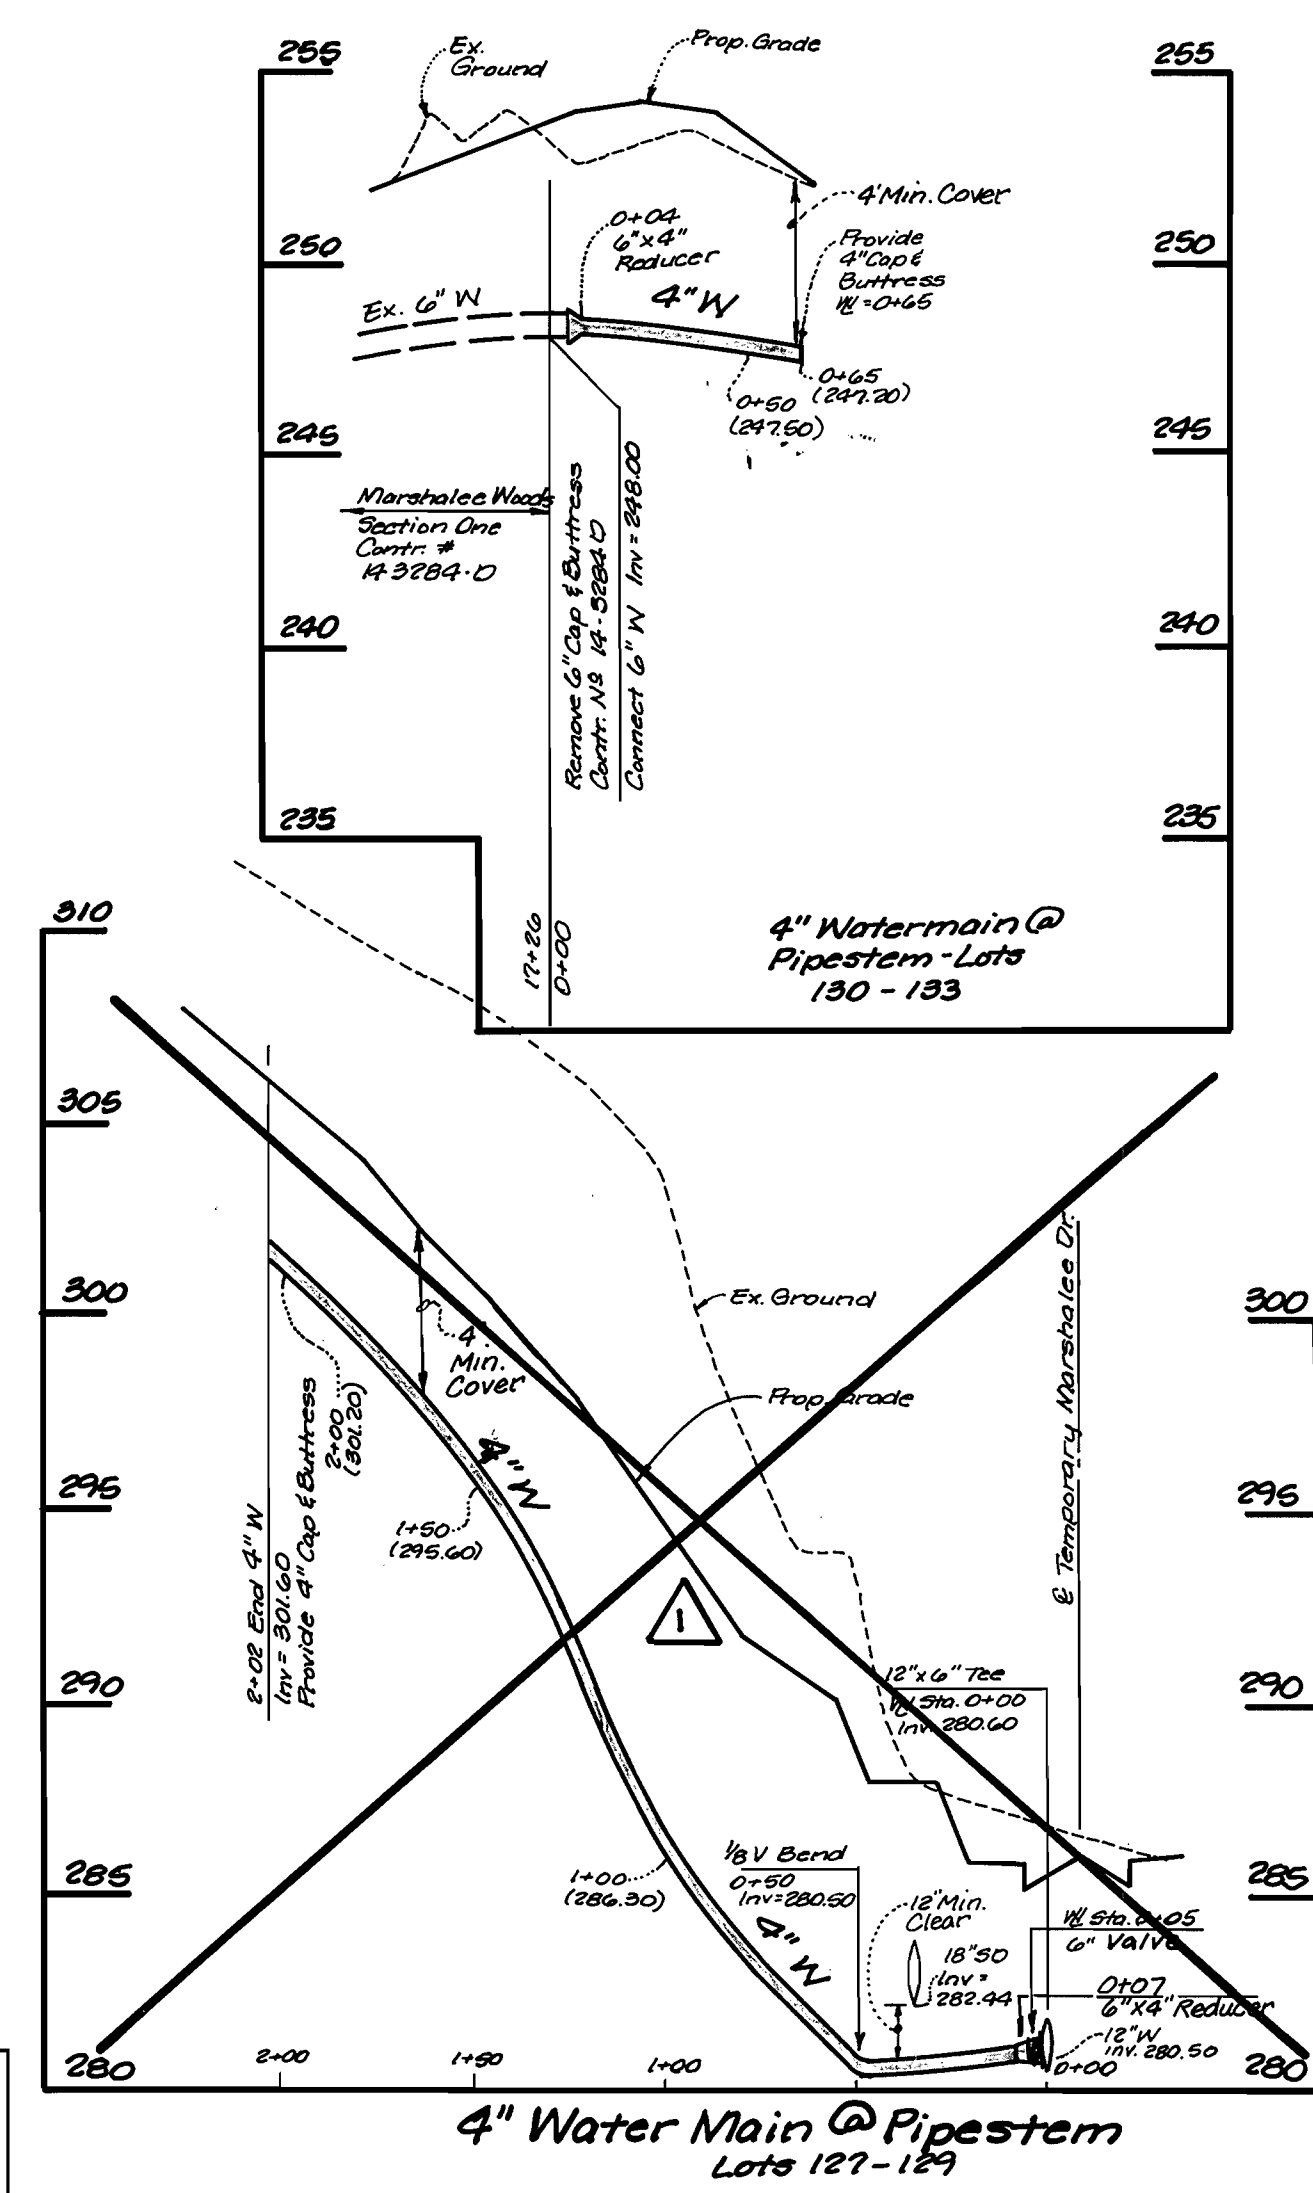 255
Ex.
Ground
Prop. Grade
255
250
0+04
6"x4"
Reducer
4' Min. Cover
Provide
4" Cap &
Buttress
WL = 0+65
250
Ex. 6" W
4" W
0+65
(247.20)
0+50
(247.50)
245
245
Marshalee Woods
Section One
Contr. #
14 3284-D
Remove 6" Cap & Buttress
Contr. Nº 14-3284 D
Connect 6" W Inv = 248.00
240
240
235
235
17+26
0+00
4" Watermain @
Pipestem - Lots
130 - 133
310
305
300
300
Ex. Ground
4'
Min.
Cover
Prop. Grade
2+00
(301.20)
4" W
295
295
1+50
(295.60)
2+02 End 4" W
Inv = 301.60
Provide 4" Cap & Buttress
℄ Temporary Marshalee Dr.
1
290
290
12"x6" Tee
WL Sta. 0+00
Inv. 280.60
285
285
1+00
(286.30)
1/8 V Bend
0+50
Inv=280.50
4" W
12" Min.
Clear
18" SD
Inv =
282.44
WL Sta. 0+05
6" Valve
0+07
6"x4" Reducer
12" W
inv. 280.50
280
2+00
1+50
1+00
0+00
280
4" Water Main @ Pipestem
Lots 127-129